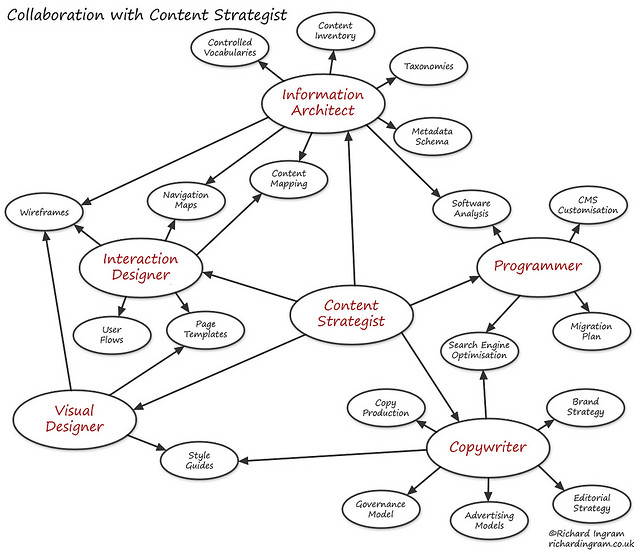 Collaboration with Content Strategist
Content
Inventory
Controlled
Vocabularies
Taxonomies
Information
Architect
Metadata
Schema
Content
Mapping
Navigation
Maps
Wireframes
Software
Analysis
CMS
Customisation
Interaction
Designer
Programmer
Content
Strategist
User
Flows
Page
Templates
Search Engine
Optimisation
Migration
Plan
Visual
Designer
Copy
Production
Brand
Strategy
Copywriter
Style
Guides
Governance
Model
Advertising
Models
Editorial
Strategy
©Richard Ingram
richardingram.co.uk